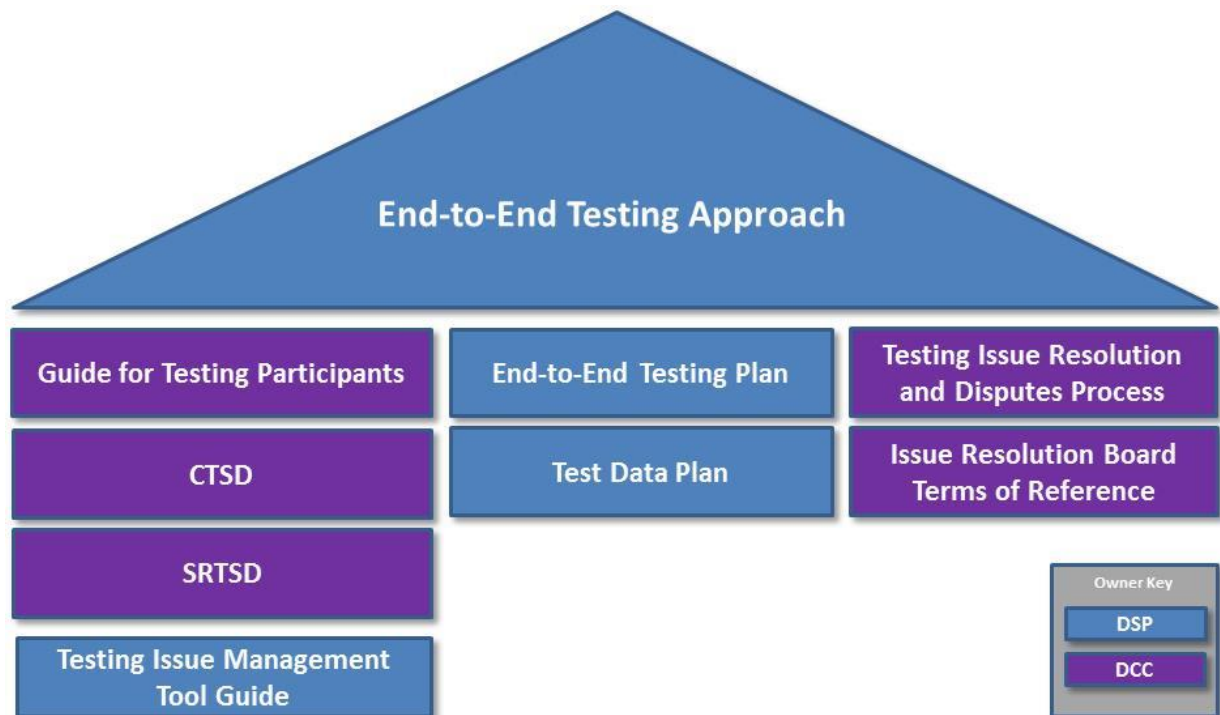 End-to-End Testing Approach
Guide for Testing Participants
CTSD
SRTSD
Testing Issue Management
Tool Guide
End-to-End Testing Plan
Test Data Plan
Testing Issue Resolution
and Disputes Process
Issue Resolution Board
Terms of Reference
Owner Key
DSP
DCC